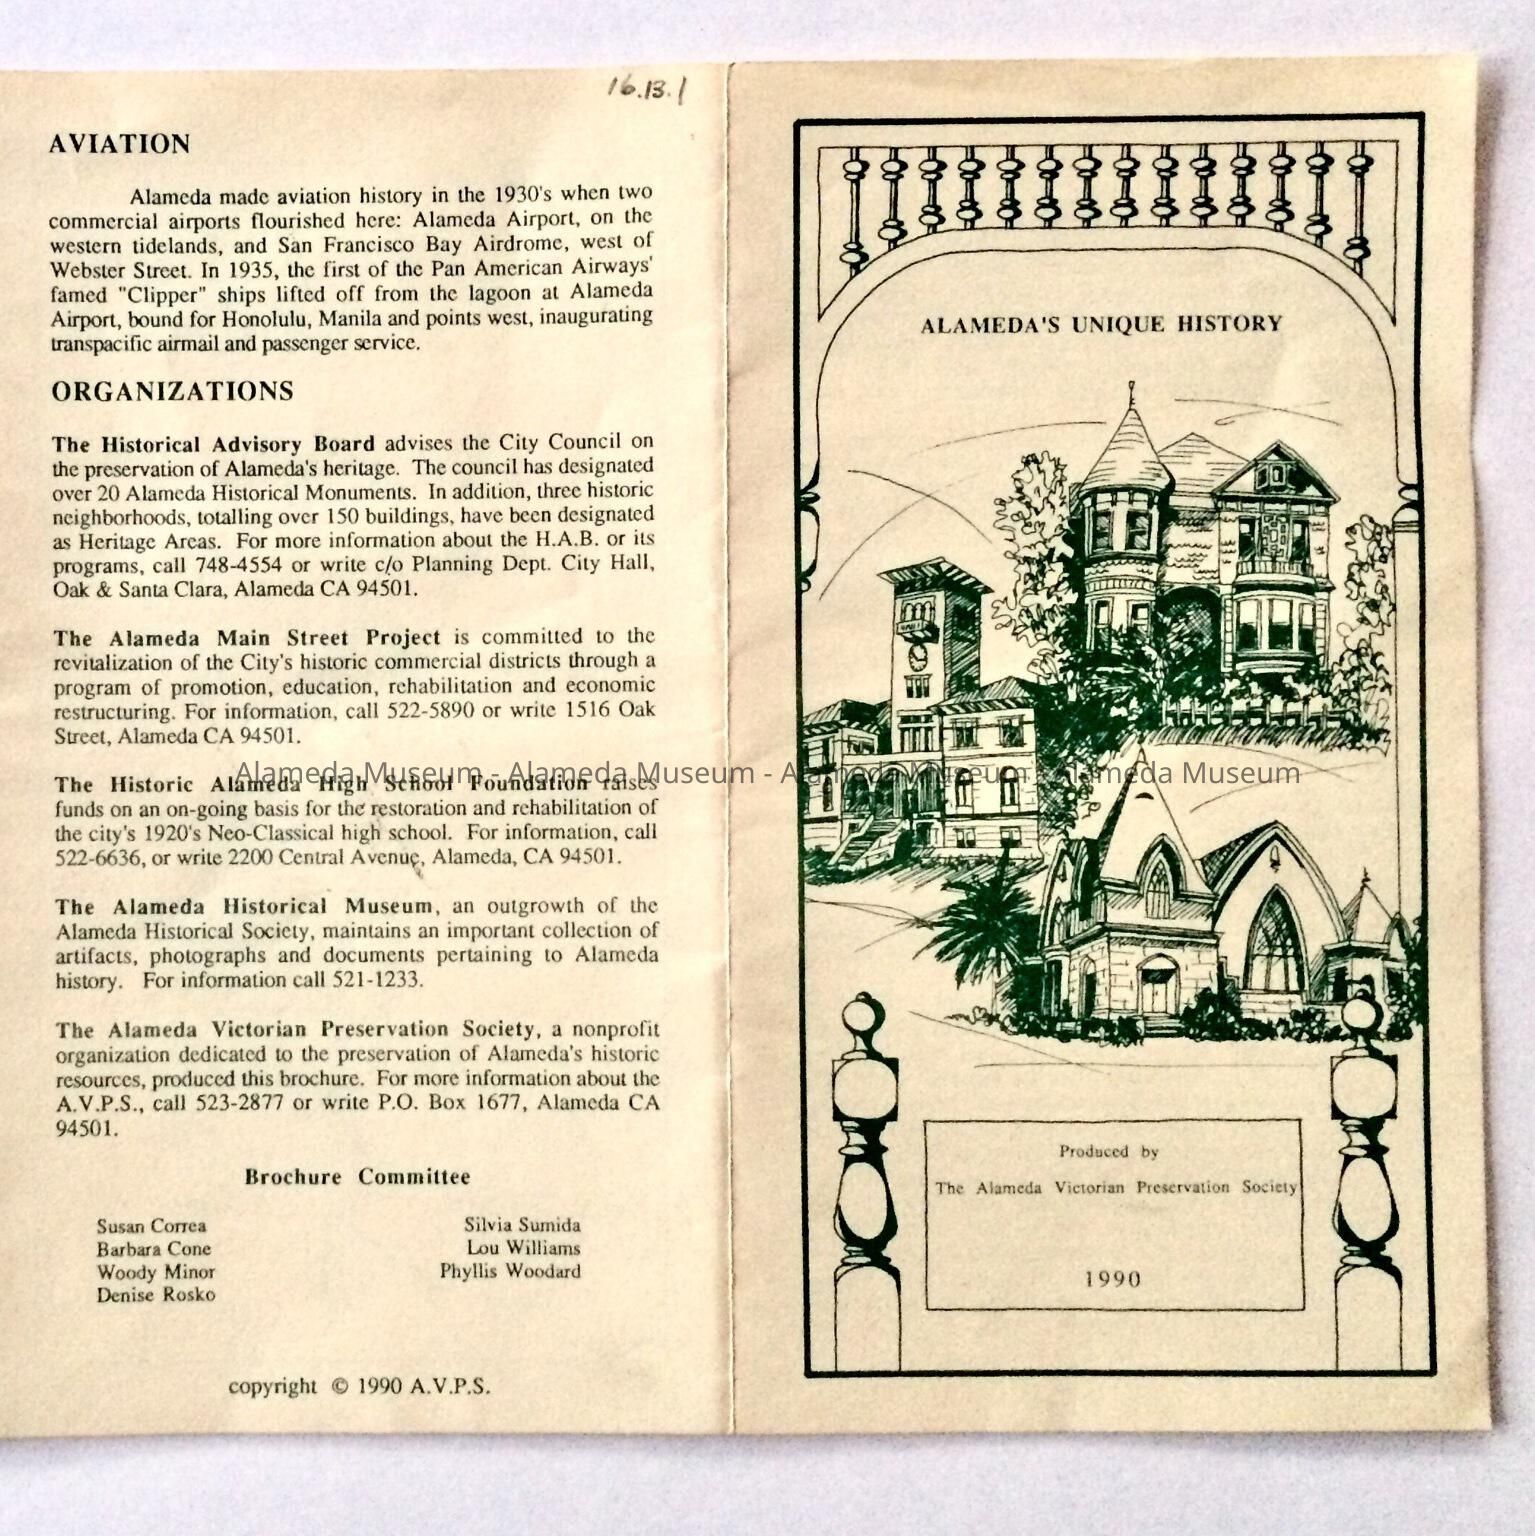 16.13.1
AVIATION
Alameda made aviation history in the 1930's when two
commercial airports flourished here: Alameda Airport, on the
western tidelands, and San Francisco Bay Airdrome, west of
Webster Street. In 1935, the first of the Pan American Airways'
famed "Clipper" ships lifted off from the lagoon at Alameda
Airport, bound for Honolulu, Manila and points west, inaugurating
transpacific airmail and passenger service.
ORGANIZATIONS
The Historical Advisory Board advises the City Council on
the preservation of Alameda's heritage. The council has designated
over 20 Alameda Historical Monuments. In addition, three historic
neighborhoods, totalling over 150 buildings, have been designated
as Heritage Areas. For more information about the H.A.B. or its
programs, call 748-4554 or write c/o Planning Dept. City Hall,
Oak & Santa Clara, Alameda CA 94501.
The Alameda Main Street Project is committed to the
revitalization of the City's historic commercial districts through a
program of promotion, education, rehabilitation and economic
restructuring. For information, call 522-5890 or write 1516 Oak
Street, Alameda CA 94501.
The Historic Alameda High School Foundation raises
funds on an on-going basis for the restoration and rehabilitation of
the city's 1920's Neo-Classical high school. For information, call
522-6636, or write 2200 Central Avenue, Alameda, CA 94501.
The Alameda Historical Museum, an outgrowth of the
Alameda Historical Society, maintains an important collection of
artifacts, photographs and documents pertaining to Alameda
history. For information call 521-1233.
The Alameda Victorian Preservation Society, a nonprofit
organization dedicated to the preservation of Alameda's historic
resources, produced this brochure. For more information about the
A.V.P.S., call 523-2877 or write P.O. Box 1677, Alameda CA
94501.
Brochure Committee
Susan Correa Silvia Sumida
Barbara Cone Lou Williams
Woody Minor Phyllis Woodard
Denise Rosko
copyright © 1990 A.V.P.S.
ALAMEDA'S UNIQUE HISTORY
Produced by
The Alameda Victorian Preservation Society
1990
Alameda Museum - Alameda Museum - Alameda Museum - Alameda Museum